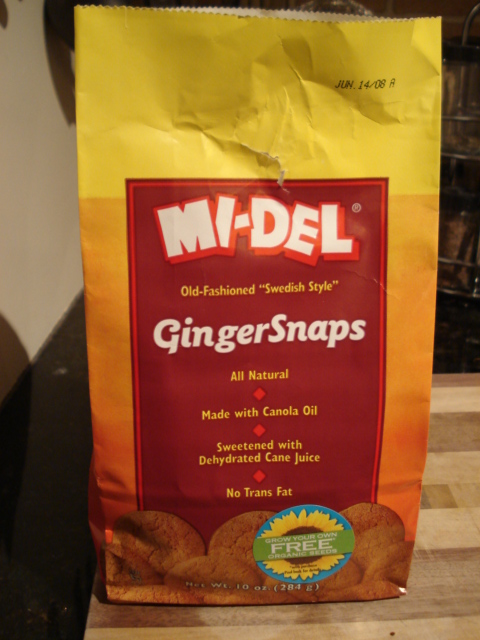 JUN.14/08 A
MI-DEL®
Old-Fashioned "Swedish Style"
GingerSnaps
All Natural
Made with Canola Oil
Sweetened with
Dehydrated Cane Juice
No Trans Fat
GROW YOUR OWN
FREE
ORGANIC SEEDS
Net Wt. 10 oz. (284 g)